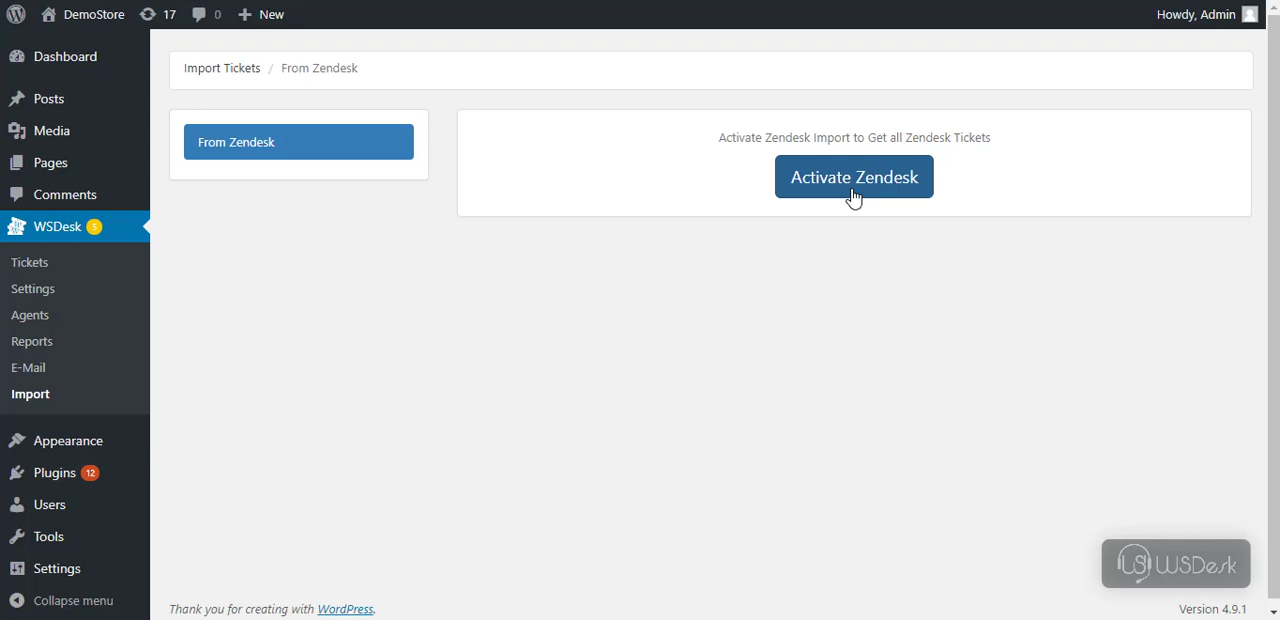 DemoStore 17 0 New Howdy, Admin
Dashboard
Posts
Media
Pages
Comments
WSDesk 5
Tickets
Settings
Agents
Reports
E-Mail
Import
Appearance
Plugins 12
Users
Tools
Settings
Collapse menu
Import Tickets / From Zendesk
From Zendesk
Activate Zendesk Import to Get all Zendesk Tickets
Activate Zendesk
WSDesk
Thank you for creating with WordPress.
Version 4.9.1